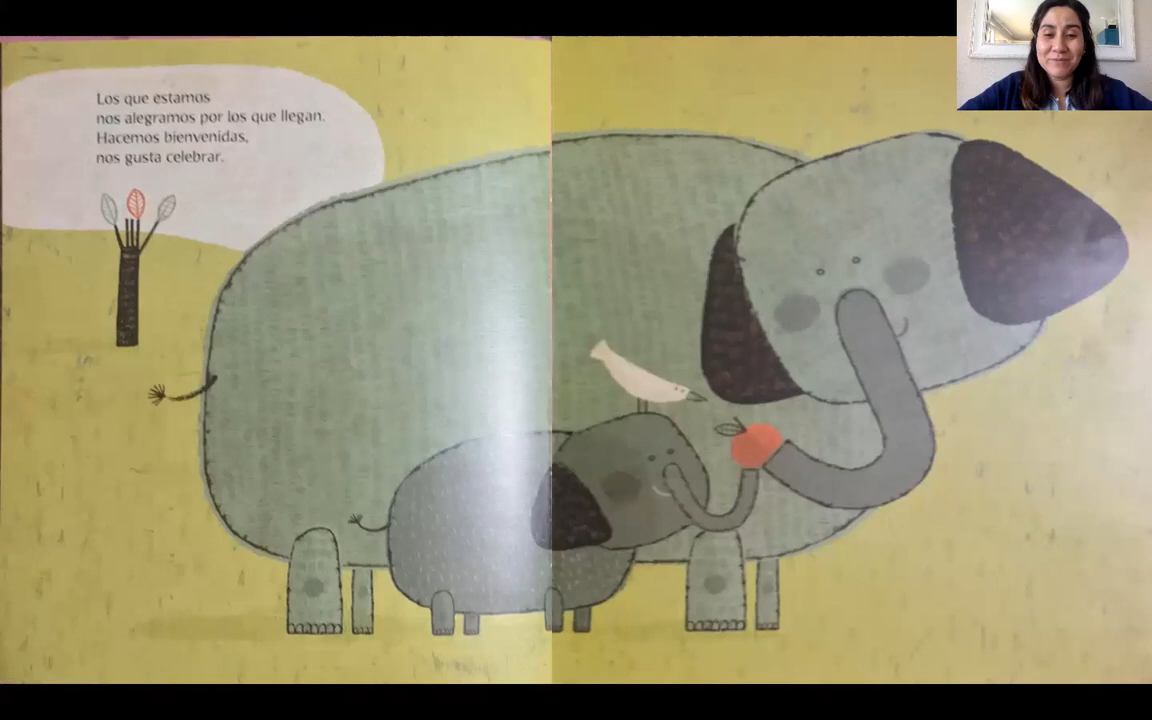 Los que estamos
nos alegramos por los que llegan.
Hacemos bienvenidas,
nos gusta celebrar.